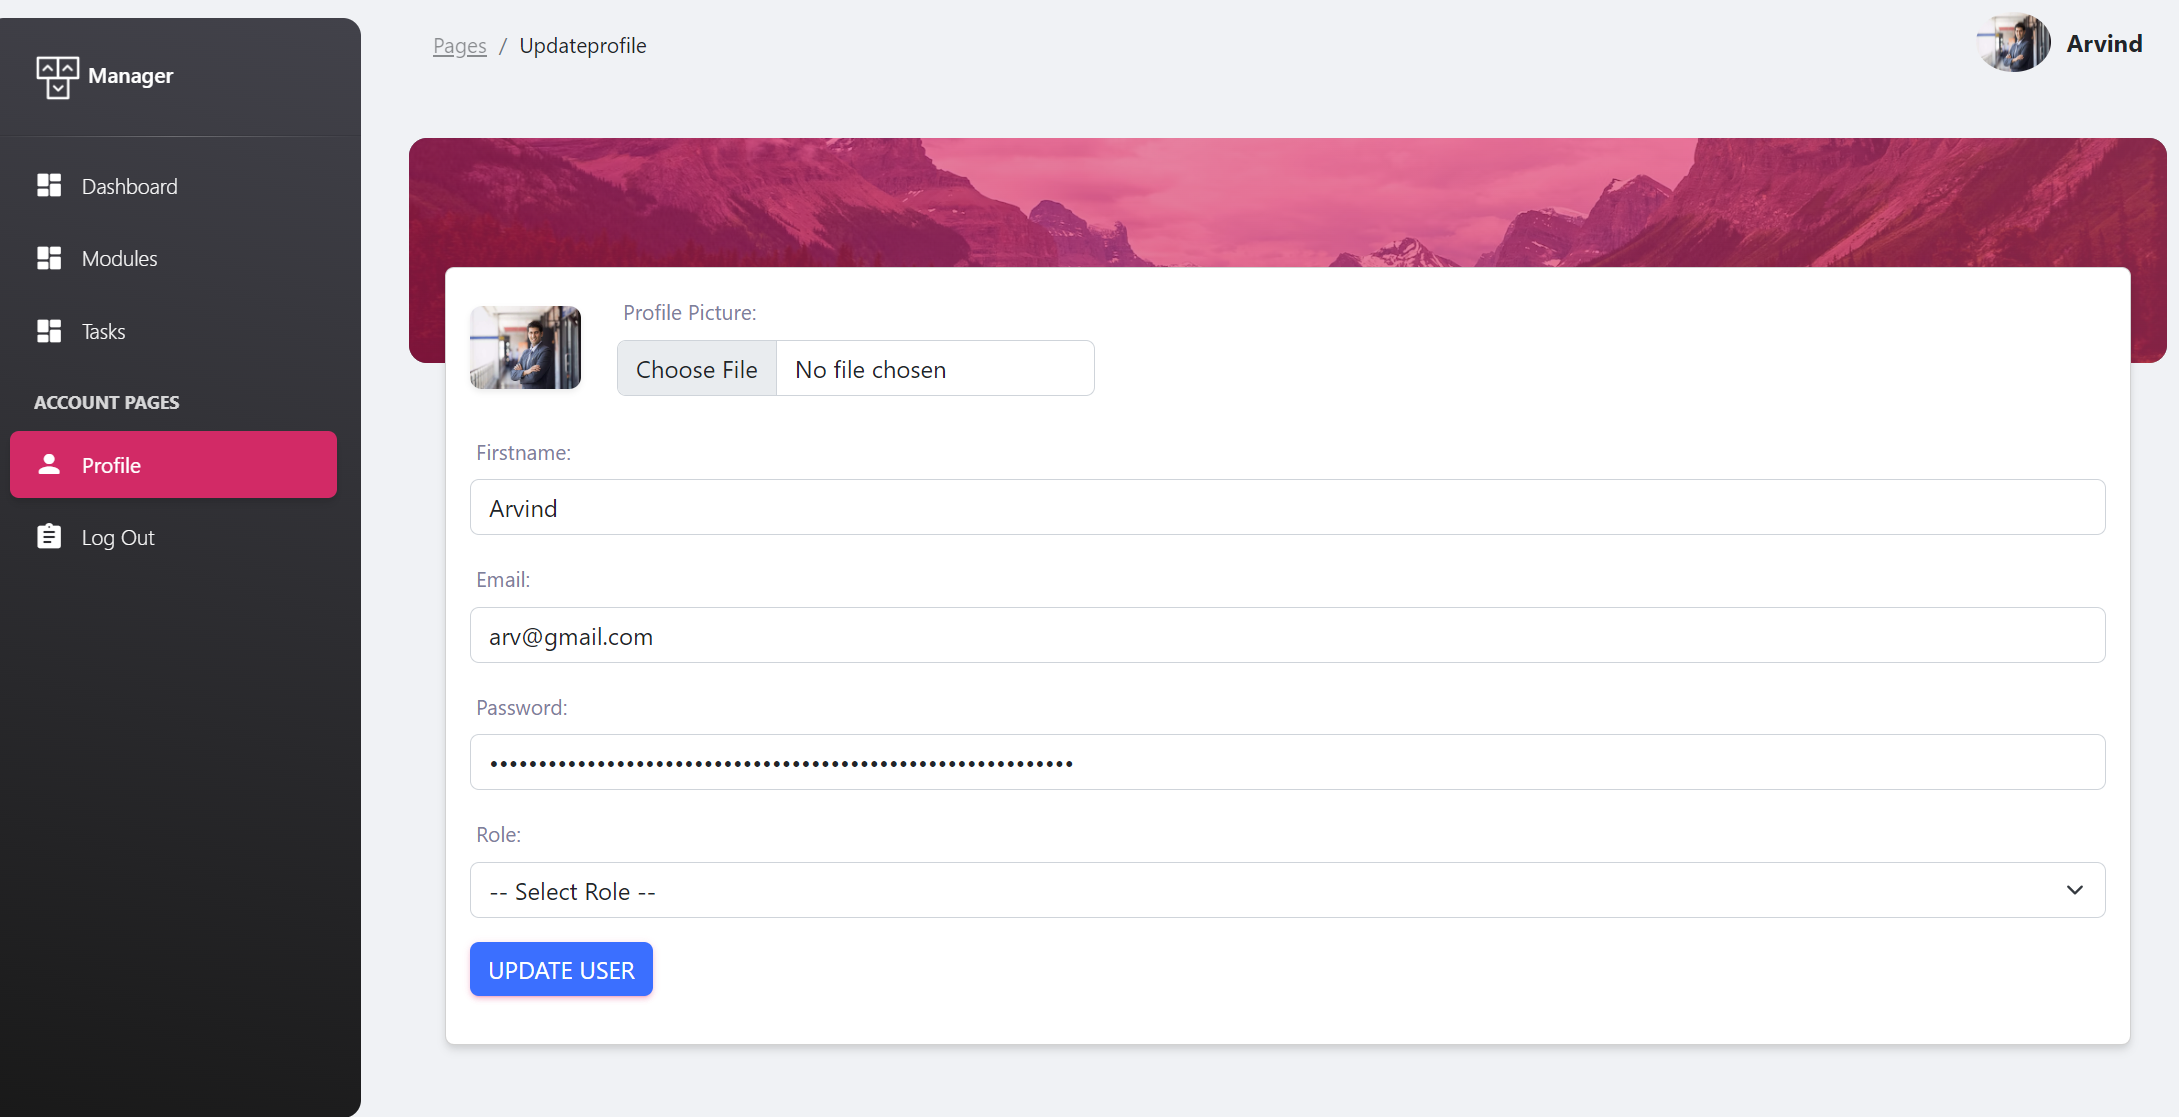 Manager
Dashboard
Modules
Tasks
ACCOUNT PAGES
Profile
Log Out
Pages / Updateprofile
Arvind
Profile Picture:
Choose File No file chosen
Firstname:
Arvind
Email:
arv@gmail.com
Password:
••••••••••••••••••••••••••••••••••••••••••••••••••••••••••••
Role:
-- Select Role --
UPDATE USER